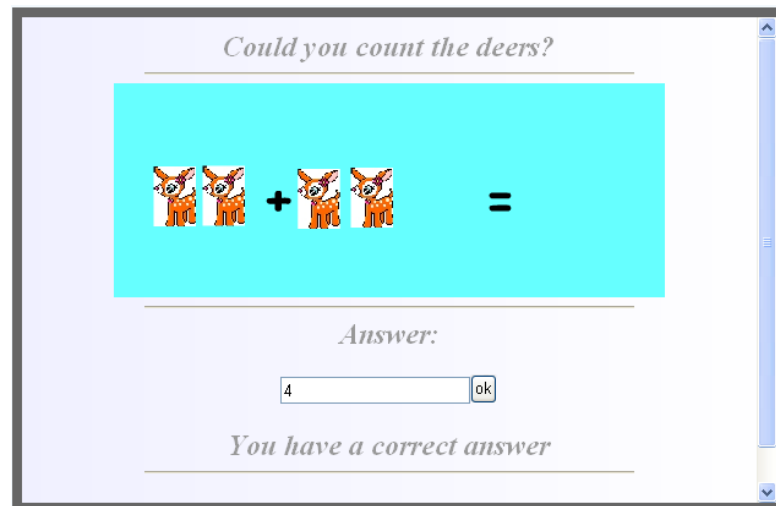 Could you count the deers?
+ =
Answer:
4 ok
You have a correct answer